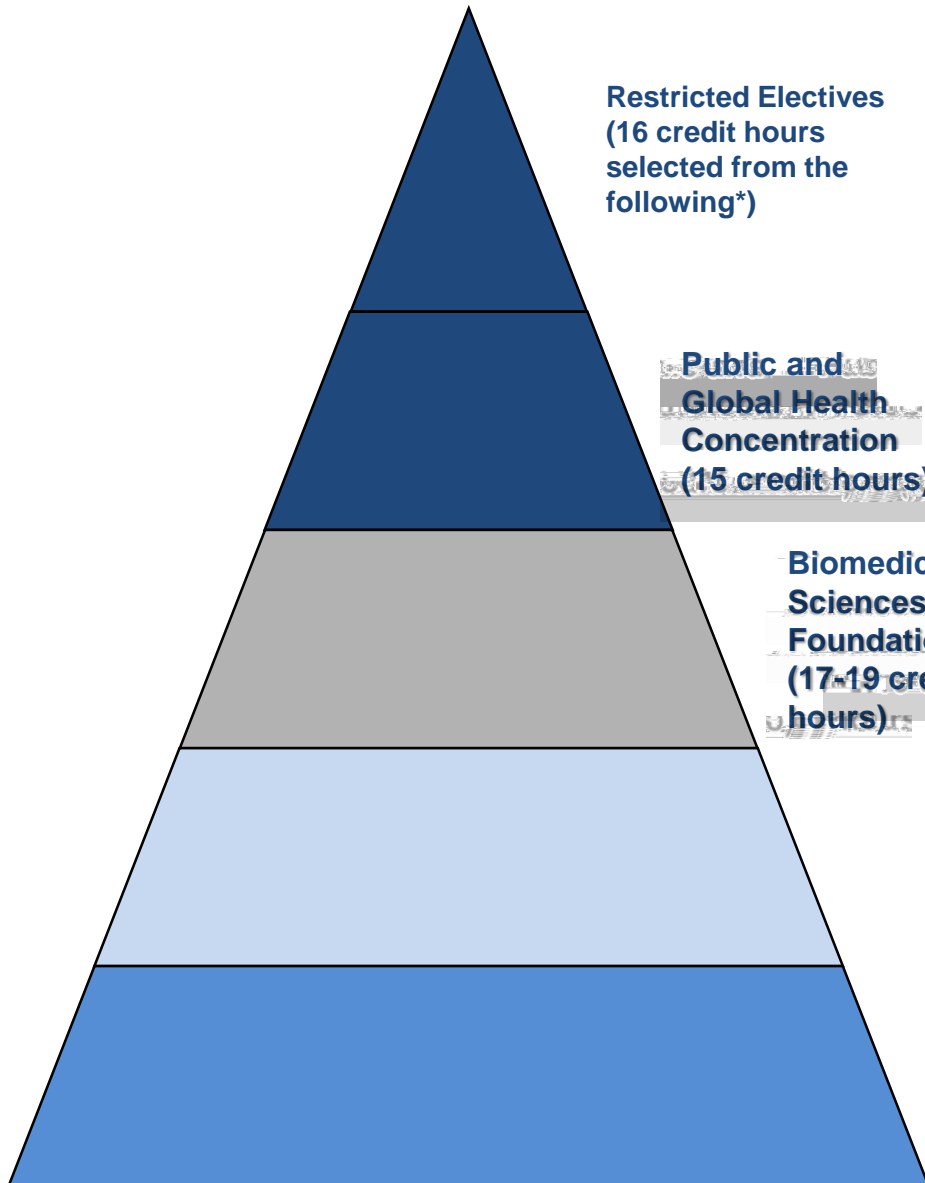 Restricted Electives
(16 credit hours
selected from the
following*)
Public and
Global Health
Concentration
(15 credit hours)
Biomedic
Sciences
Foundati
(17-19 cre
hours)